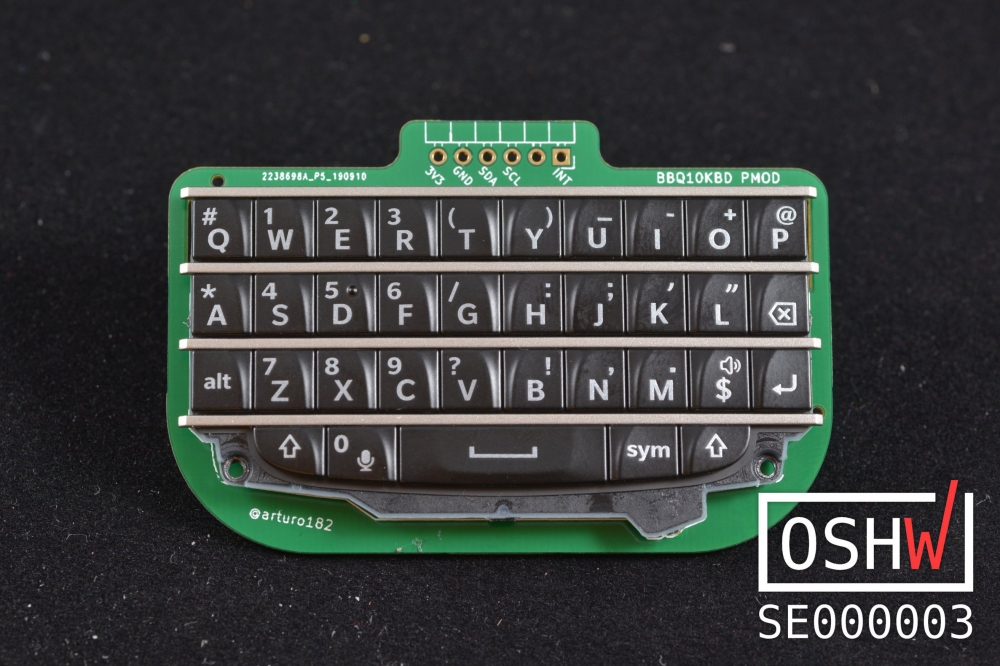 3V3 GND SDA SCL INT
2238698A_P5_190910 BBQ10KBD PMOD
# 1 2 3 ( ) _ - + @
Q W E R T Y U I O P
* 4 5 6 / : ; ' "
A S D F G H J K L
7 8 9 ? ! , .
alt Z X C V B N M $
0 sym
@arturo182
OSHW
SE000003